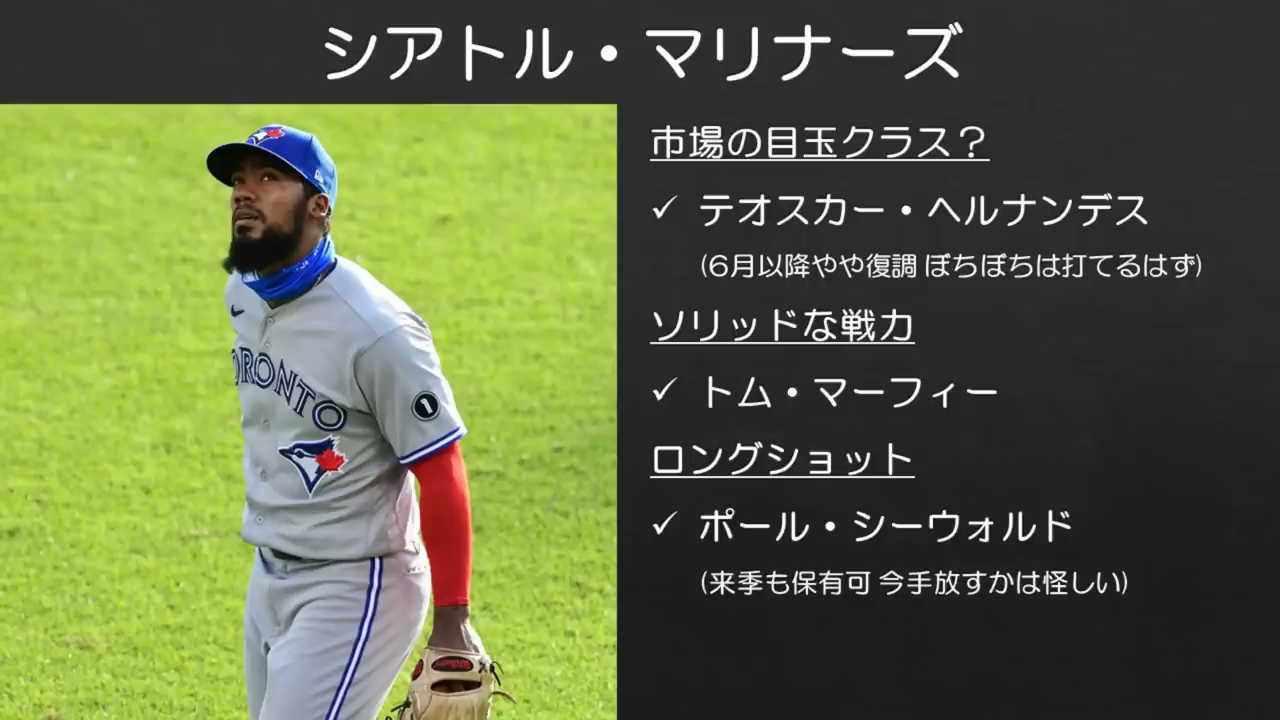 シアトル・マリナーズ
市場の目玉クラス？
✓ テオスカー・ヘルナンデス
(6月以降やや復調 ぼちぼちは打てるはず)
ソリッドな戦力
✓ トム・マーフィー
ロングショット
✓ ポール・シーウォルド
(来季も保有可 今手放すかは怪しい)
ORONTO
1